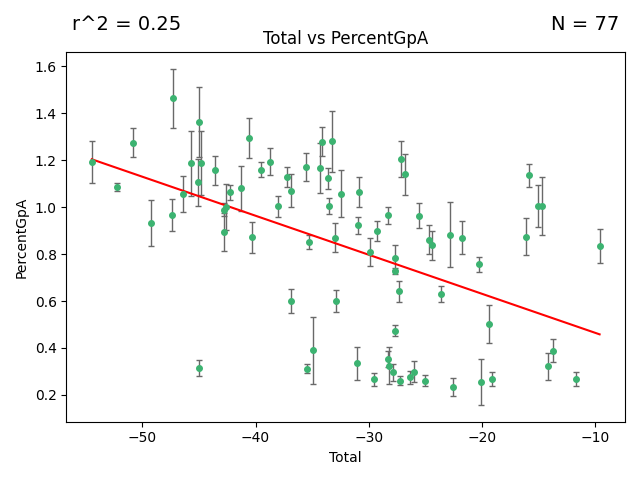 r^2 = 0.25
N = 77
Total vs PercentGpA
1.6
1.4
1.2
1.0
0.8
0.6
0.4
0.2
PercentGpA
−50
−40
−30
−20
−10
Total